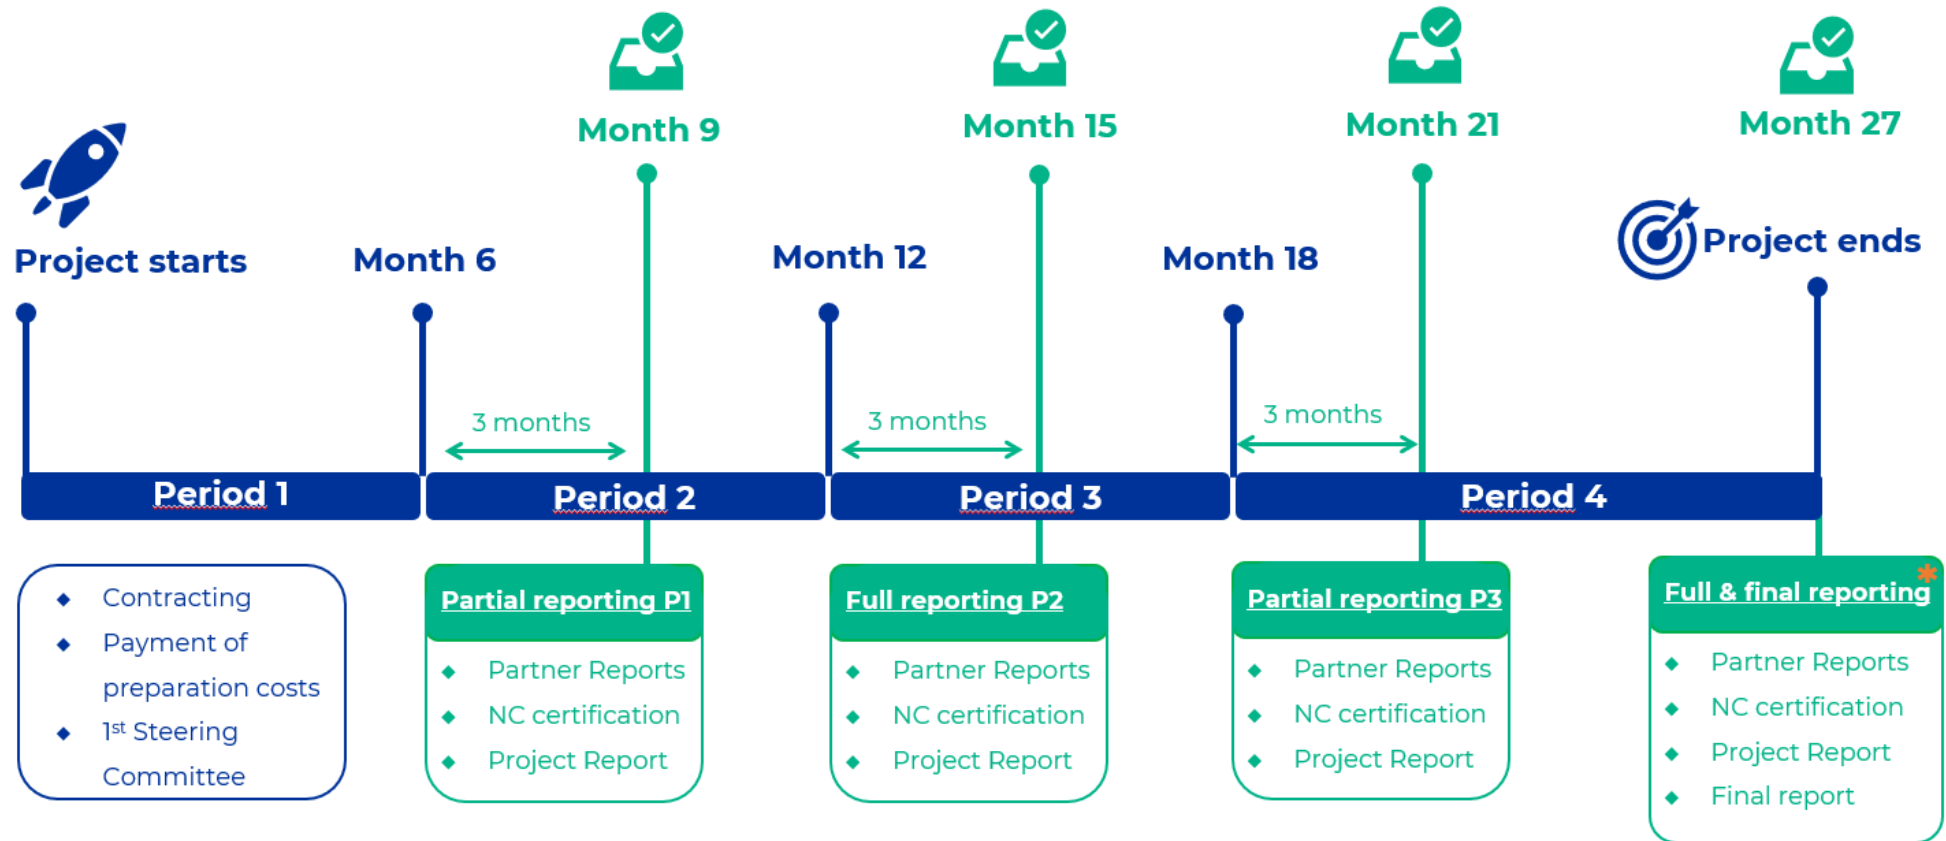 Month 9
Month 15
Month 21
Month 27
Project starts
Month 6
Month 12
Month 18
Project ends
3 months
3 months
3 months
Period 1
Period 2
Period 3
Period 4
◆ Contracting
◆ Payment of
preparation costs
◆ 1st Steering
Committee
Partial reporting P1
◆ Partner Reports
◆ NC certification
◆ Project Report
Full reporting P2
◆ Partner Reports
◆ NC certification
◆ Project Report
Partial reporting P3
◆ Partner Reports
◆ NC certification
◆ Project Report
Full & final reporting*
◆ Partner Reports
◆ NC certification
◆ Project Report
◆ Final report